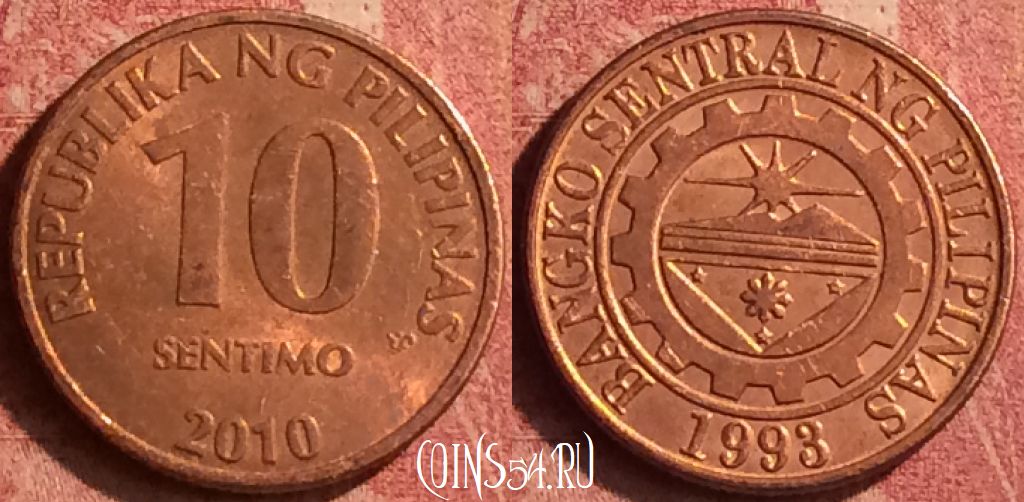 REPUBLIKA NG PILIPINAS
10
SENTIMO
2010
BANGKO SENTRAL NG PILIPINAS
1993
COINS54.RU